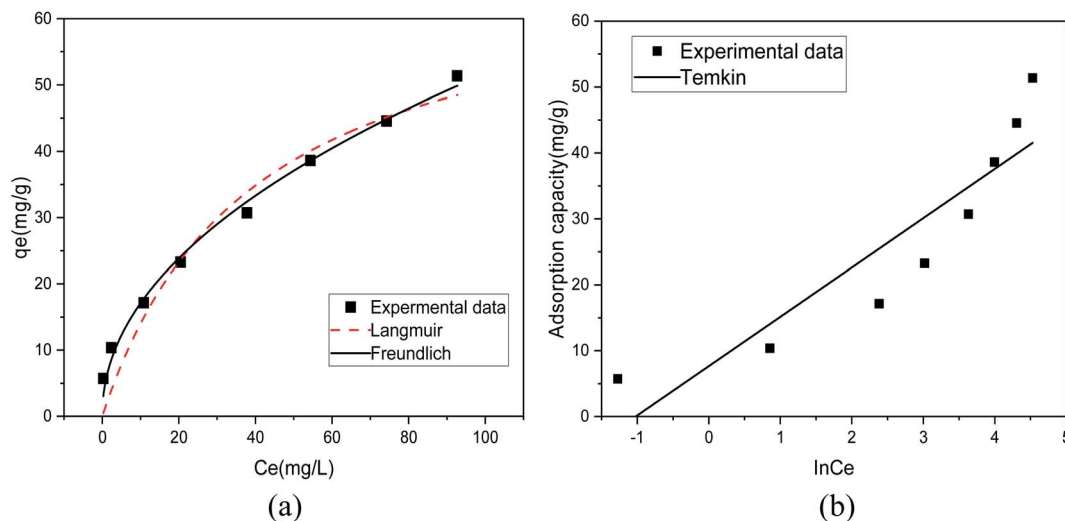 60
50
40
30
20
10
0
0
20
40
60
80
100
qe(mg/g)
Ce(mg/L)
Expermental data
Langmuir
Freundlich
(a)
60
50
40
30
20
10
0
-1
0
1
2
3
4
5
Adsorption capacity(mg/g)
InCe
Experimental data
Temkin
(b)